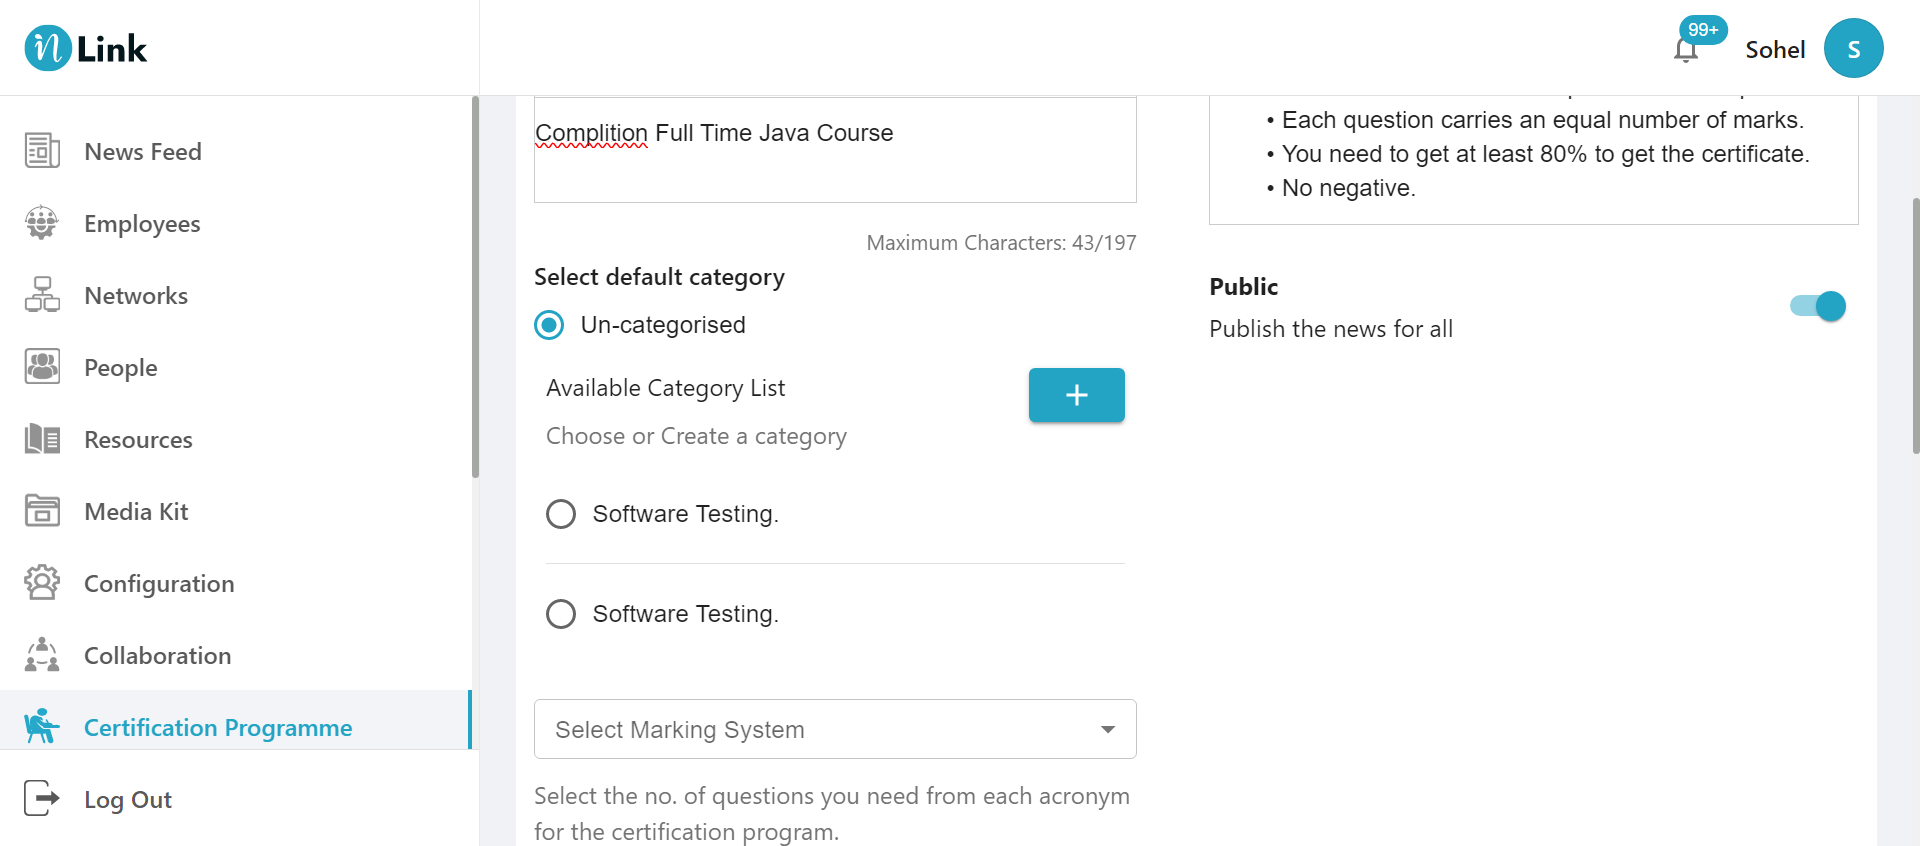 n Link
99+
Sohel
S
News Feed
Employees
Networks
People
Resources
Media Kit
Configuration
Collaboration
Certification Programme
Log Out
Complition Full Time Java Course
Maximum Characters: 43/197
Select default category
Un-categorised
Available Category List
+
Choose or Create a category
Software Testing.
Software Testing.
Select Marking System
Select the no. of questions you need from each acronym
for the certification program.
• Each question carries an equal number of marks.
• You need to get at least 80% to get the certificate.
• No negative.
Public
Publish the news for all